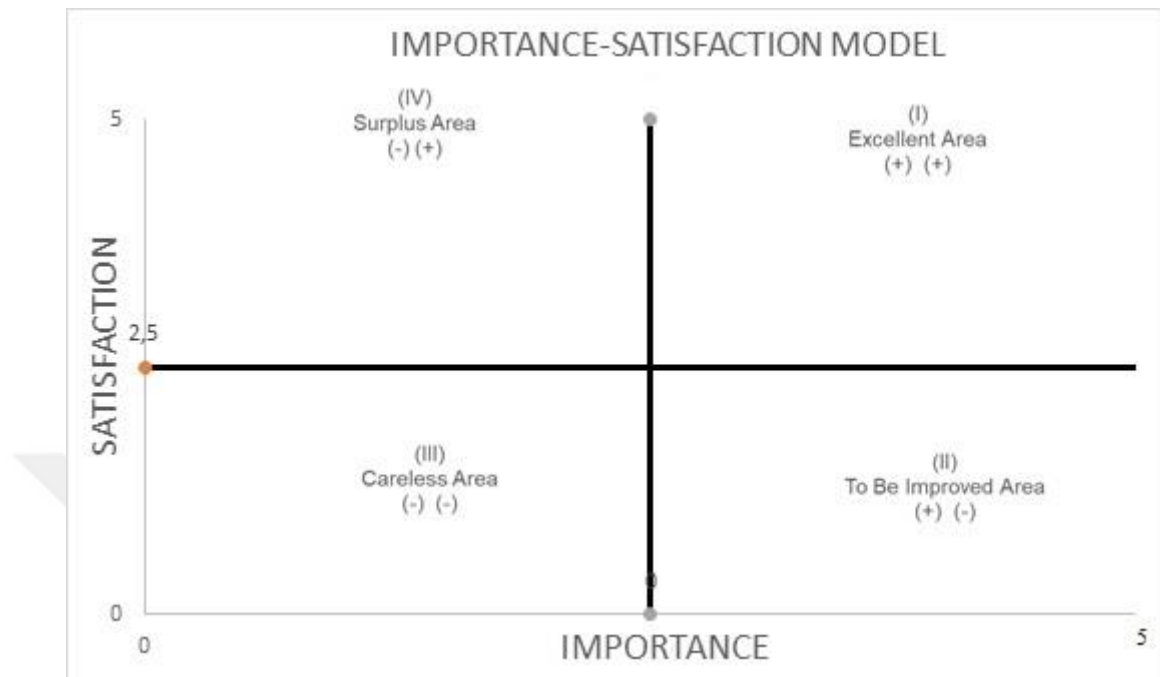 IMPORTANCE-SATISFACTION MODEL
(IV)
Surplus Area
(-) (+)
(I)
Excellent Area
(+) (+)
5
SATISFACTION
2,5
(III)
Careless Area
(-) (-)
(II)
To Be Improved Area
(+) (-)
0
0
0
IMPORTANCE
5